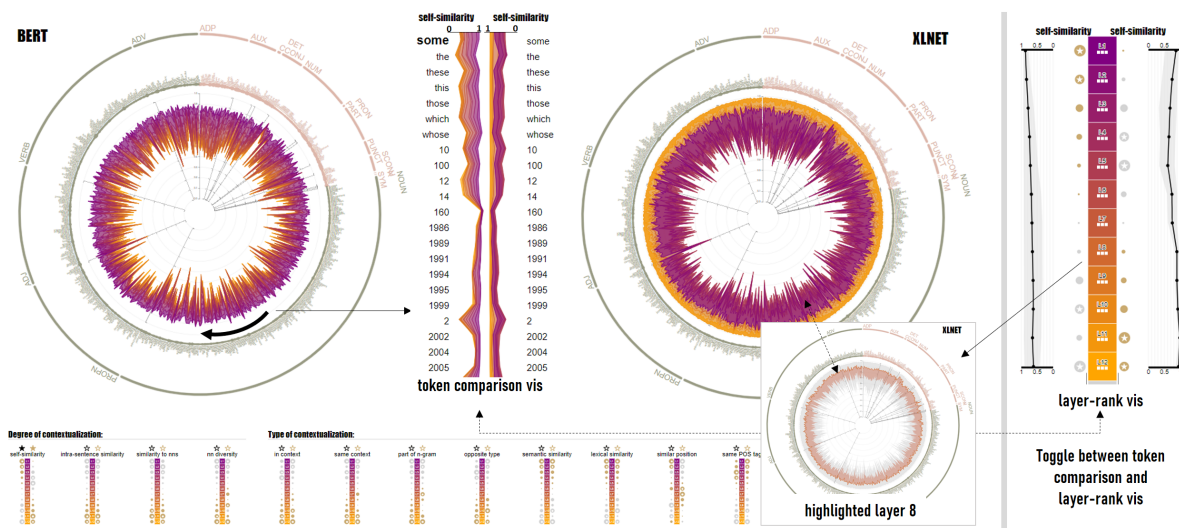 BERT
ADV
ADP
AUX
DET
CCONJ
NUM
PRON
PART
PUNCT
SCONJ
SYM
NOUN
VERB
ADJ
PROPN
self-similarity self-similarity
0 1 1 0
some some
the the
these these
this this
those those
which which
whose whose
10 10
100 100
12 12
14 14
160 160
1986 1986
1989 1989
1991 1991
1994 1994
1995 1995
1999 1999
2 2
2002 2002
2004 2004
2005 2005
token comparison vis
XLNET
ADV
ADP
AUX
DET
CCONJ
NUM
PRON
PART
PUNCT
SCONJ
SYM
NOUN
VERB
ADJ
XLNET
highlighted layer 8
self-similarity self-similarity
1 0.5 0 0.5
1 0.5 0 0.5
layer-rank vis
Toggle between token
comparison and
layer-rank vis
Degree of contextualization:
self-similarity intra-sentence similarity similarity to nns nn diversity
Type of contextualization:
in context same context part of n-gram opposite type semantic similarity lexical similarity similar position same POS tag